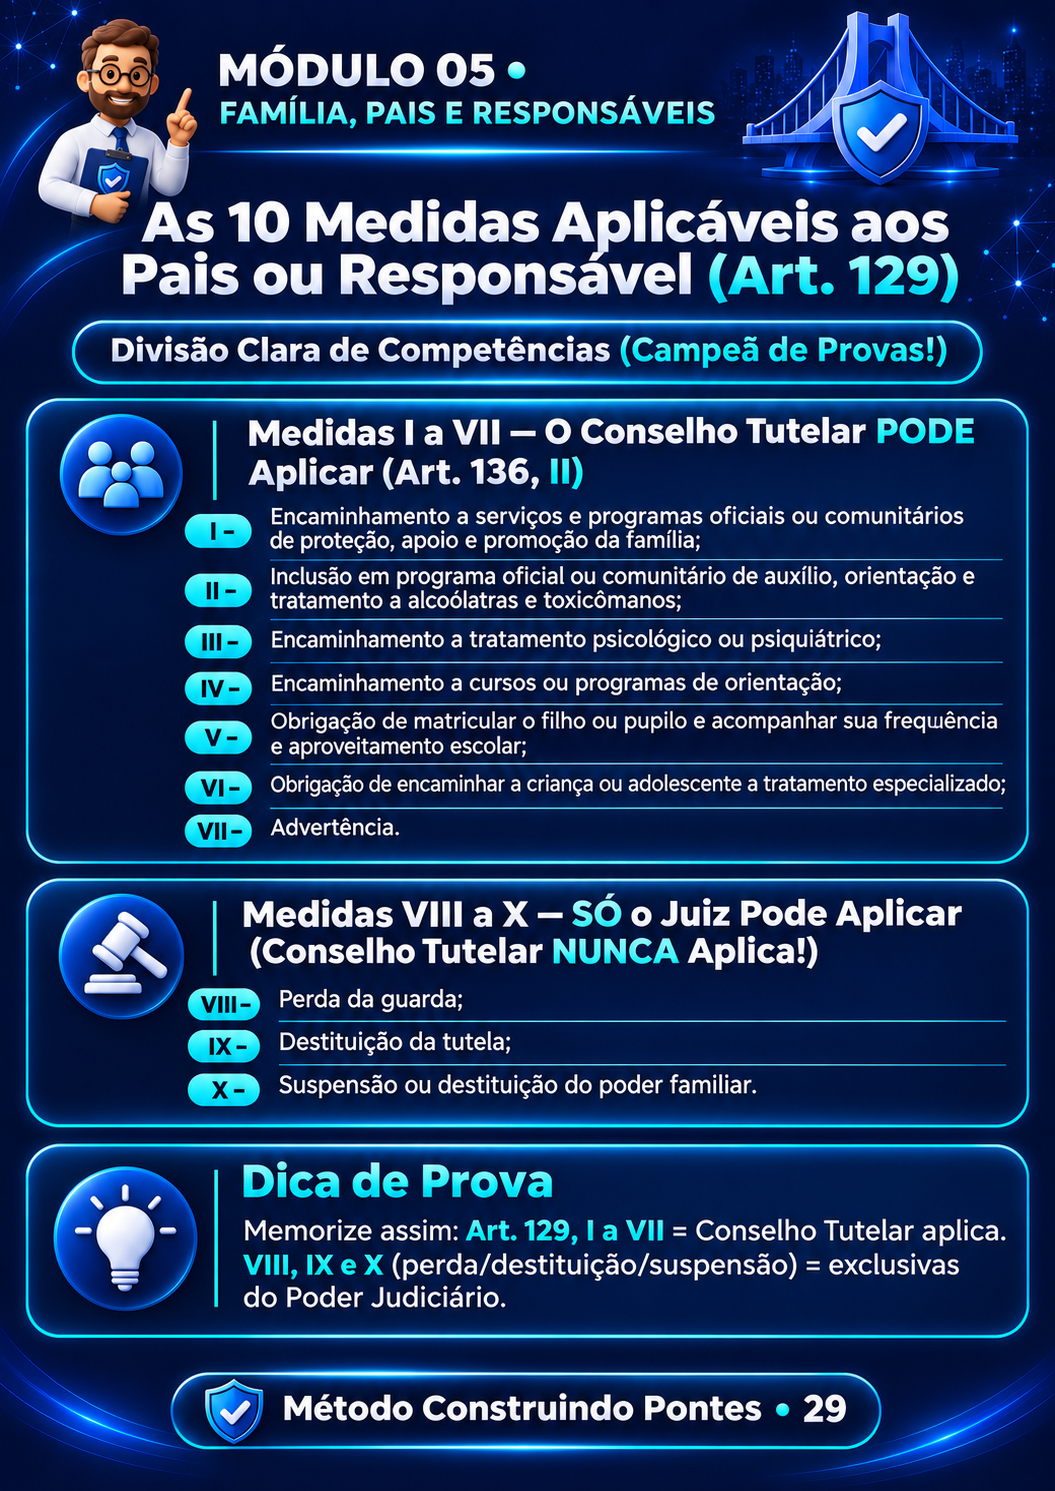 MÓDULO 05 •
FAMÍLIA, PAIS E RESPONSÁVEIS
As 10 Medidas Aplicáveis aos
Pais ou Responsável (Art. 129)
Divisão Clara de Competências (Campeã de Provas!)
Medidas I a VII — O Conselho Tutelar PODE
Aplicar (Art. 136, II)
I - Encaminhamento a serviços e programas oficiais ou comunitários
de proteção, apoio e promoção da família;
II - Inclusão em programa oficial ou comunitário de auxílio, orientação e
tratamento a alcoólatras e toxicômanos;
III - Encaminhamento a tratamento psicológico ou psiquiátrico;
IV - Encaminhamento a cursos ou programas de orientação;
V - Obrigação de matricular o filho ou pupilo e acompanhar sua frequência
e aproveitamento escolar;
VI - Obrigação de encaminhar a criança ou adolescente a tratamento especializado;
VII - Advertência.
Medidas VIII a X — SÓ o Juiz Pode Aplicar
(Conselho Tutelar NUNCA Aplica!)
VIII - Perda da guarda;
IX - Destituição da tutela;
X - Suspensão ou destituição do poder familiar.
Dica de Prova
Memorize assim: Art. 129, I a VII = Conselho Tutelar aplica.
VIII, IX e X (perda/destituição/suspensão) = exclusivas
do Poder Judiciário.
Método Construindo Pontes • 29